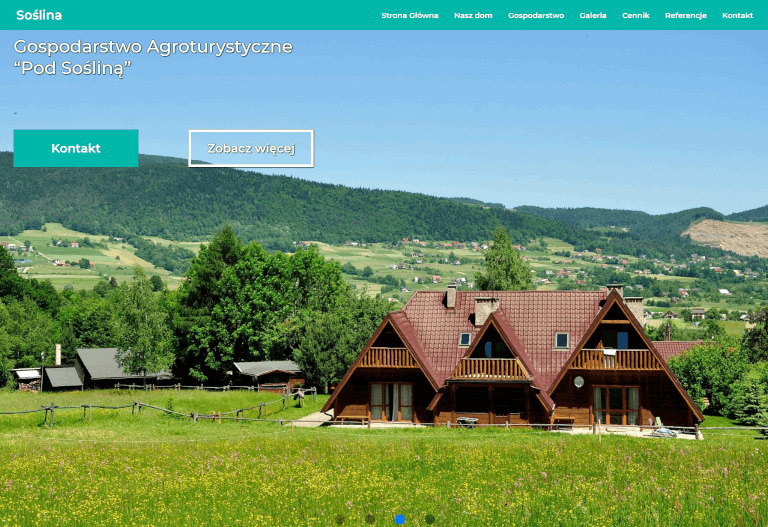 Soślina
Strona Główna
Nasz dom
Gospodarstwo
Galeria
Cennik
Referencje
Kontakt
Gospodarstwo Agroturystyczne
“Pod Sośliną”
-
Kontakt
Zobacz więcej